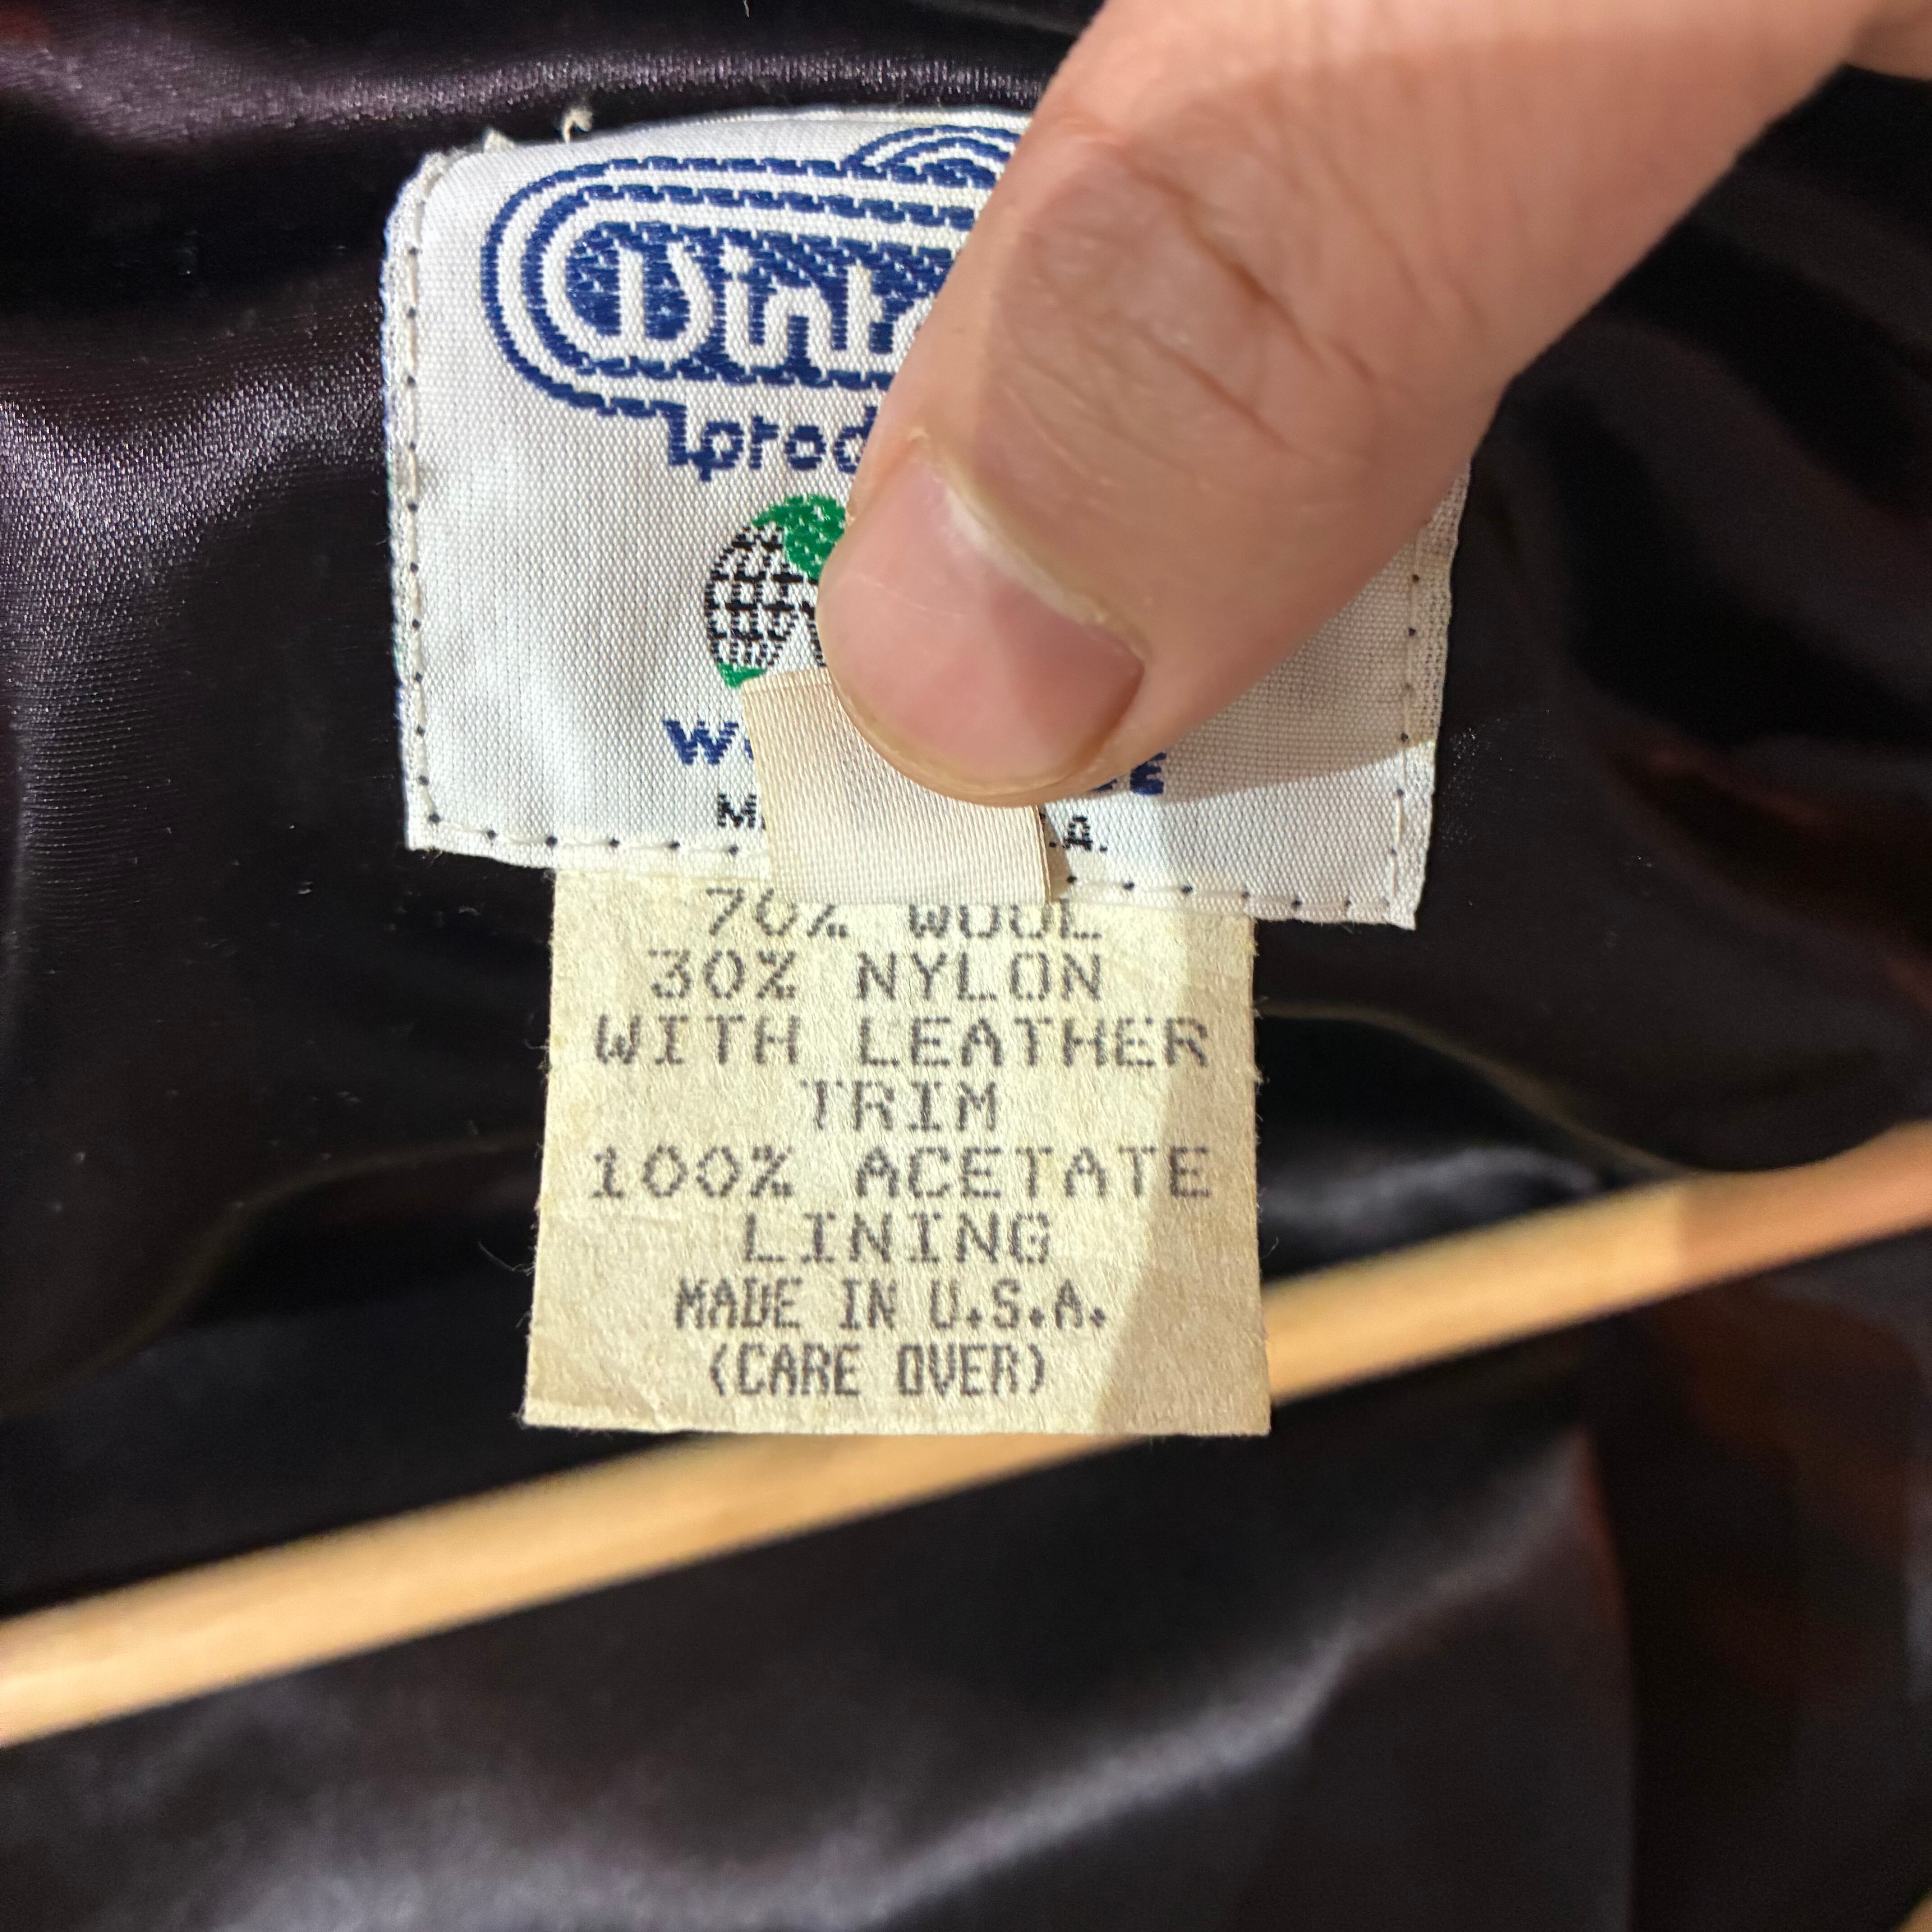 70% WOOL
30% NYLON
WITH LEATHER
TRIM
100% ACETATE
LINING
MADE IN U.S.A.
(CARE OVER)